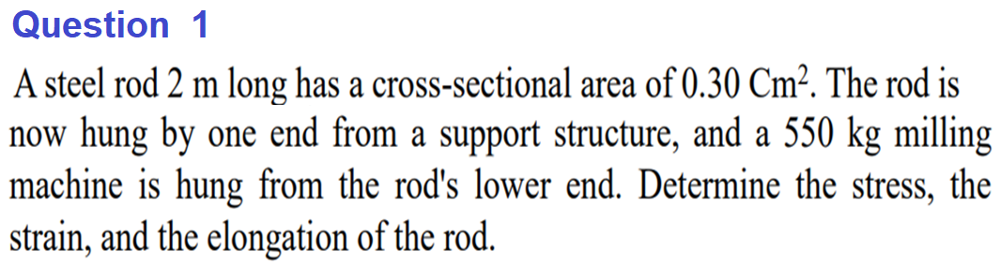 Question 1
A steel rod 2 m long has a cross-sectional area of 0.30 Cm². The rod is
now hung by one end from a support structure, and a 550 kg milling
machine is hung from the rod's lower end. Determine the stress, the
strain, and the elongation of the rod.